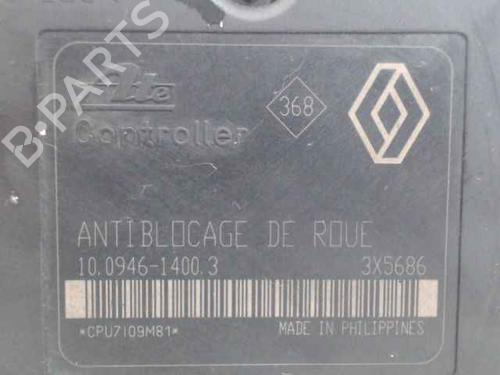 Ate
Controller
368
ANTIBLOCAGE DE ROUE
10.0946-1400.3
3X5686
*CPU7I09M81*
MADE IN PHILIPPINES
B-PARTS